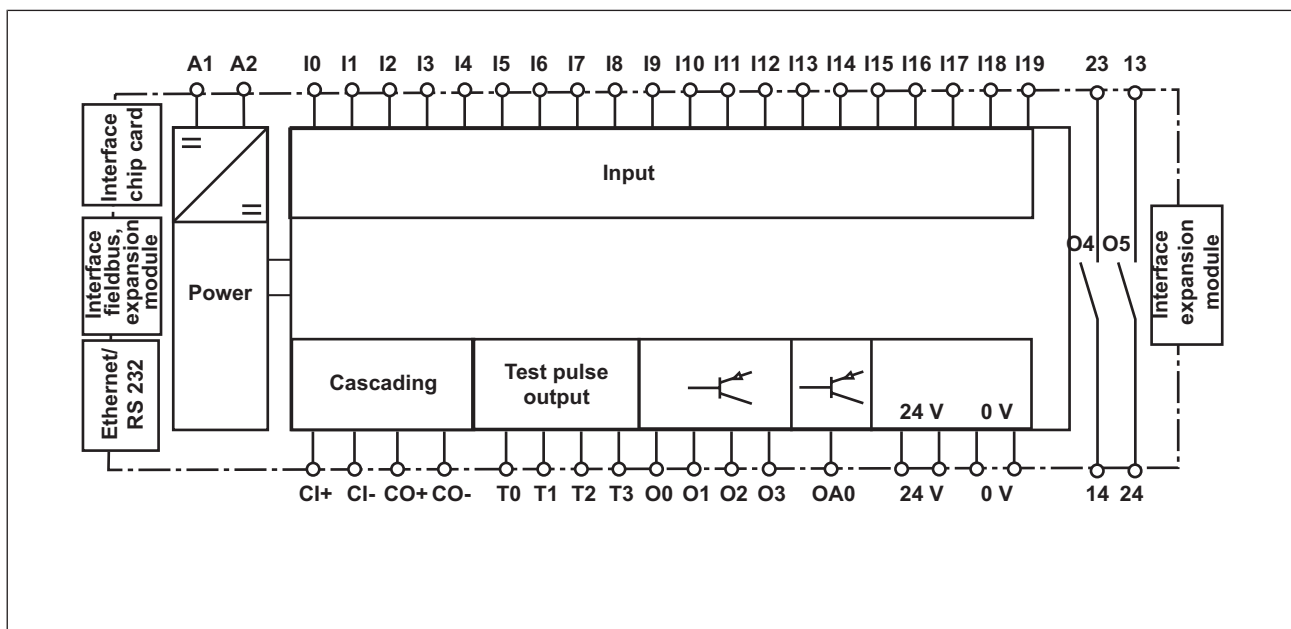 A1 A2 I0 I1 I2 I3 I4 I5 I6 I7 I8 I9 I10 I11 I12 I13 I14 I15 I16 I17 I18 I19 23 13
Interface
chip card
Interface
fieldbus,
expansion
module
Ethernet/
RS 232
Power
Input
O4 O5
Interface
expansion
module
Cascading
Test pulse
output
24 V 0 V
CI+ CI- CO+ CO- T0 T1 T2 T3 O0 O1 O2 O3 OA0 24 V 0 V 14 24